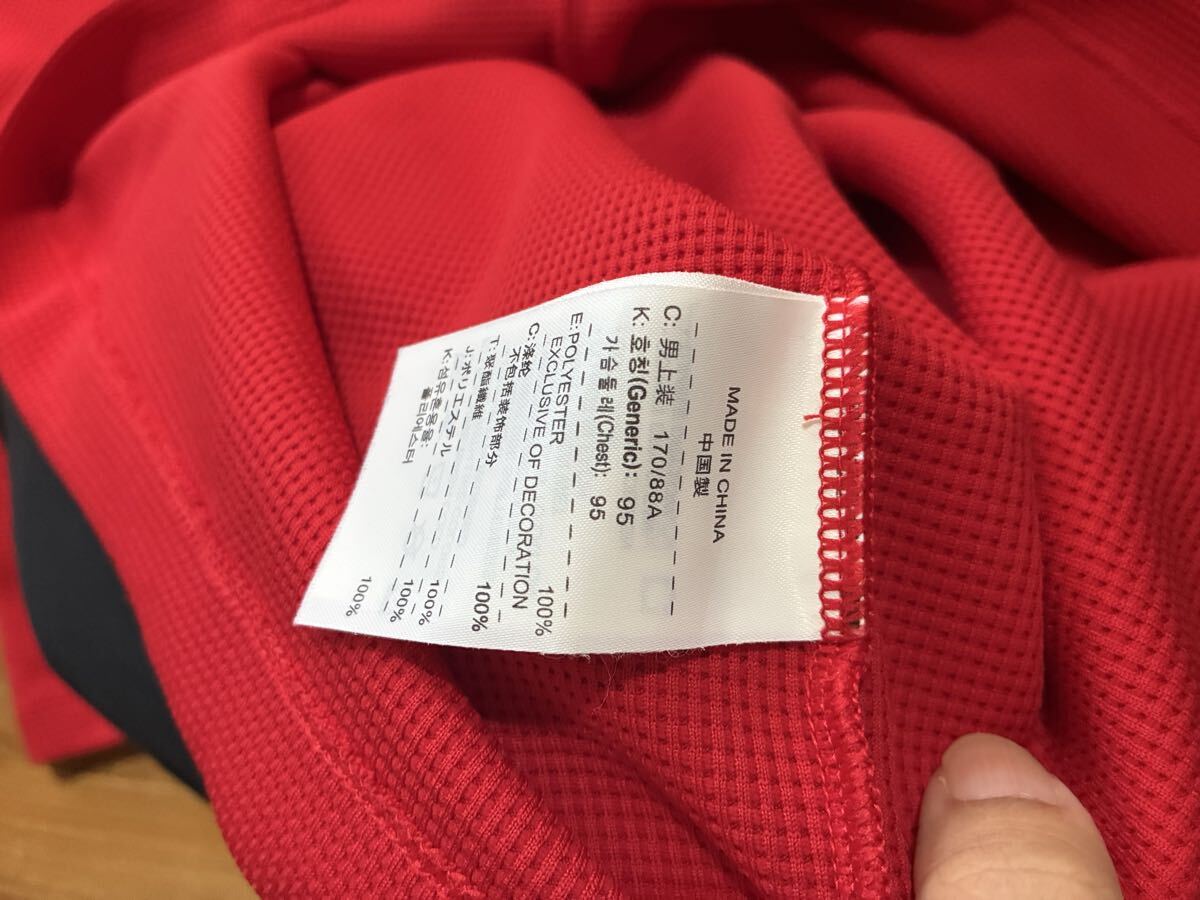 MADE IN CHINA
中国製
C: 男上装 170/88A
K: 호칭(Generic): 95
가슴둘레(Chest): 95
E:POLYESTER 100%
EXCLUSIVE OF DECORATION
C:涤纶 100%
不包括装饰部分
T:聚酯纖維 100%
J:ポリエステル 100%
K:섬유혼용율:
폴리에스터 100%